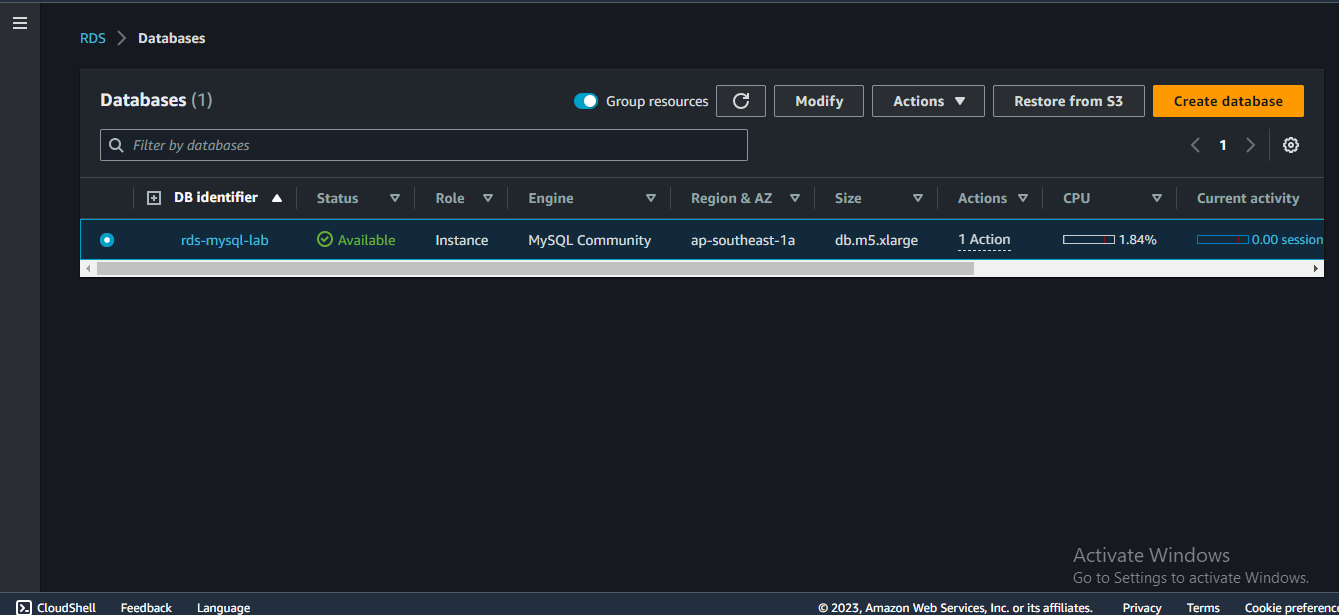 RDS > Databases
Databases (1)
Group resources
Modify
Actions
Restore from S3
Create database
Filter by databases
1
DB identifier Status Role Engine Region & AZ Size Actions CPU Current activity
rds-mysql-lab Available Instance MySQL Community ap-southeast-1a db.m5.xlarge 1 Action 1.84% 0.00 session
Activate Windows
Go to Settings to activate Windows.
CloudShell Feedback Language © 2023, Amazon Web Services, Inc. or its affiliates. Privacy Terms Cookie preferenc